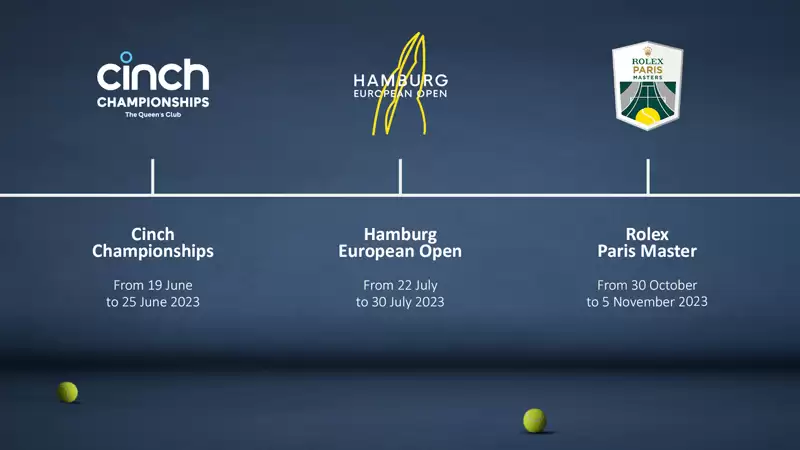 cinch
CHAMPIONSHIPS
The Queen's Club
HAMBURG
EUROPEAN OPEN
ROLEX
PARIS
MASTERS
Cinch
Championships
From 19 June
to 25 June 2023
Hamburg
European Open
From 22 July
to 30 July 2023
Rolex
Paris Master
From 30 October
to 5 November 2023